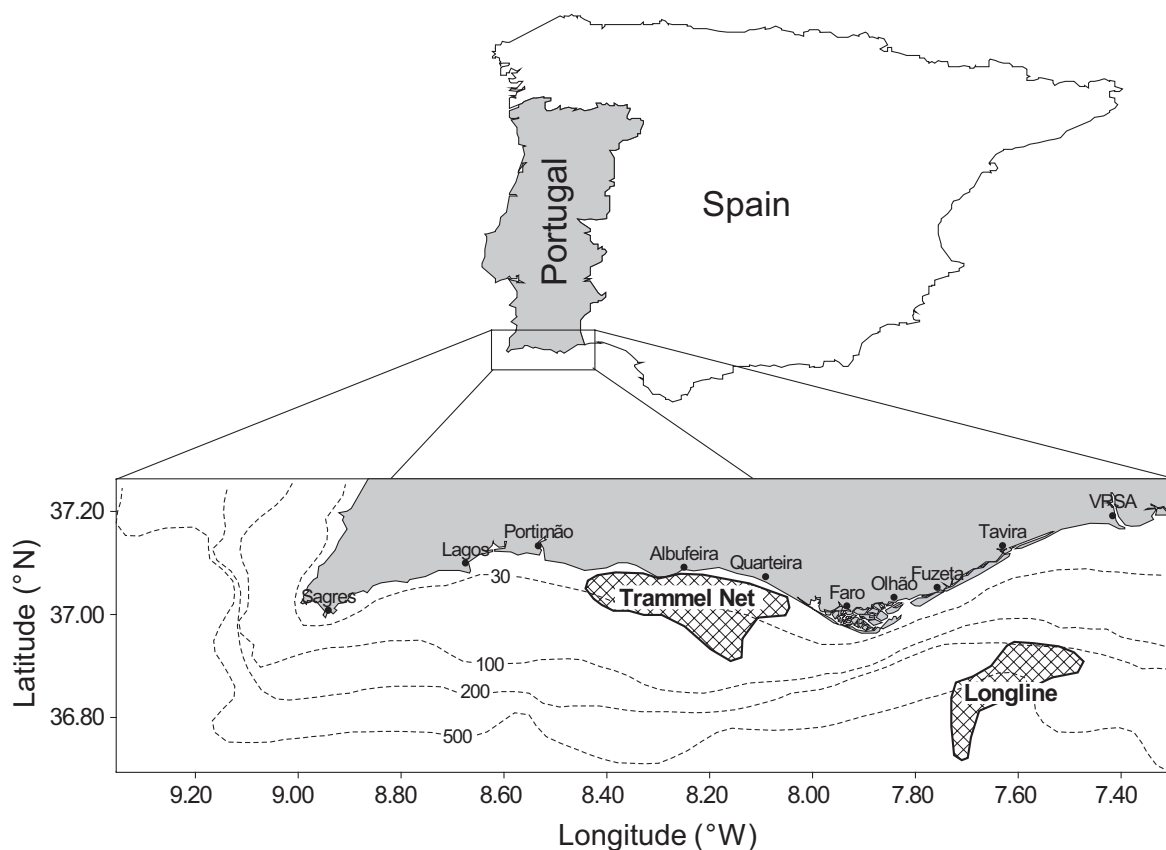 Portugal
Spain
37.20
37.00
36.80
Latitude (° N)
VRSA
Tavira
Portimão
Lagos
Albufeira
Quarteira
Fuzeta
Olhão
Faro
Sagres
30
Trammel Net
100
200
500
Longline
9.20 9.00 8.80 8.60 8.40 8.20 8.00 7.80 7.60 7.40
Longitude (°W)